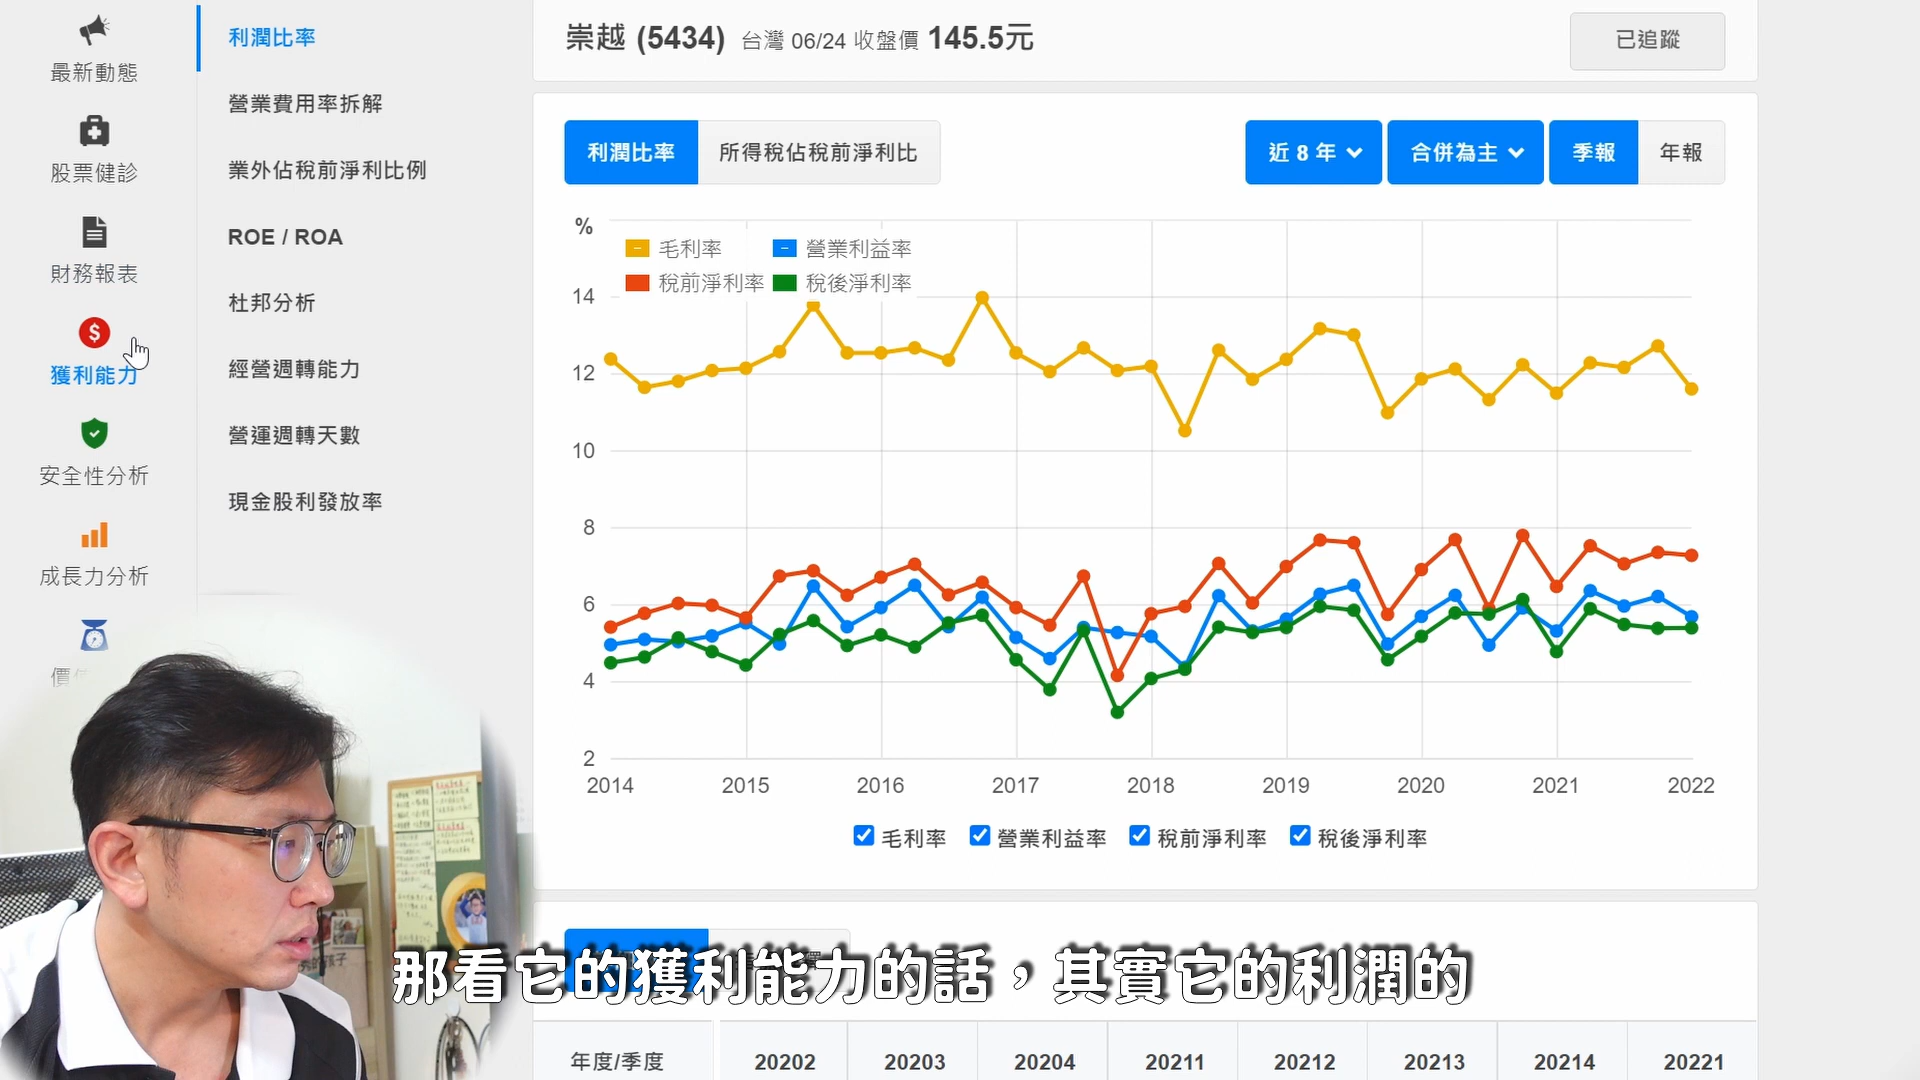 最新動態
股票健診
財務報表
獲利能力
安全性分析
成長力分析
利潤比率
營業費用率拆解
業外佔稅前淨利比例
ROE / ROA
杜邦分析
經營週轉能力
營運週轉天數
現金股利發放率
崇越 (5434) 台灣 06/24 收盤價 145.5元
已追蹤
利潤比率 所得稅佔稅前淨利比
近 8 年 合併為主 季報 年報
%
毛利率 營業利益率
稅前淨利率 稅後淨利率
14
12
10
8
6
4
2
2014 2015 2016 2017 2018 2019 2020 2021 2022
毛利率 營業利益率 稅前淨利率 稅後淨利率
那看它的獲利能力的話，其實它的利潤的
年度/季度 20202 20203 20204 20211 20212 20213 20214 20221